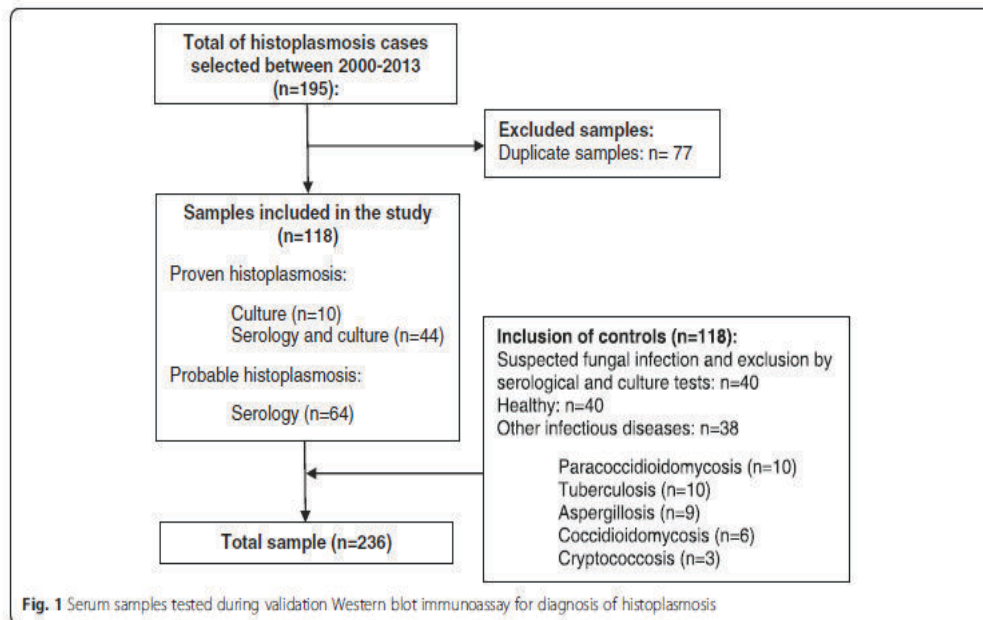 Total of histoplasmosis cases
selected between 2000-2013
(n=195):
Excluded samples:
Duplicate samples: n= 77
Samples included in the study
(n=118)
Proven histoplasmosis:
Culture (n=10)
Serology and culture (n=44)
Probable histoplasmosis:
Serology (n=64)
Inclusion of controls (n=118):
Suspected fungal infection and exclusion by
serological and culture tests: n=40
Healthy: n=40
Other infectious diseases: n=38
Paracoccidioidomycosis (n=10)
Tuberculosis (n=10)
Aspergillosis (n=9)
Coccidioidomycosis (n=6)
Cryptococcosis (n=3)
Total sample (n=236)
Fig. 1 Serum samples tested during validation Western blot immunoassay for diagnosis of histoplasmosis